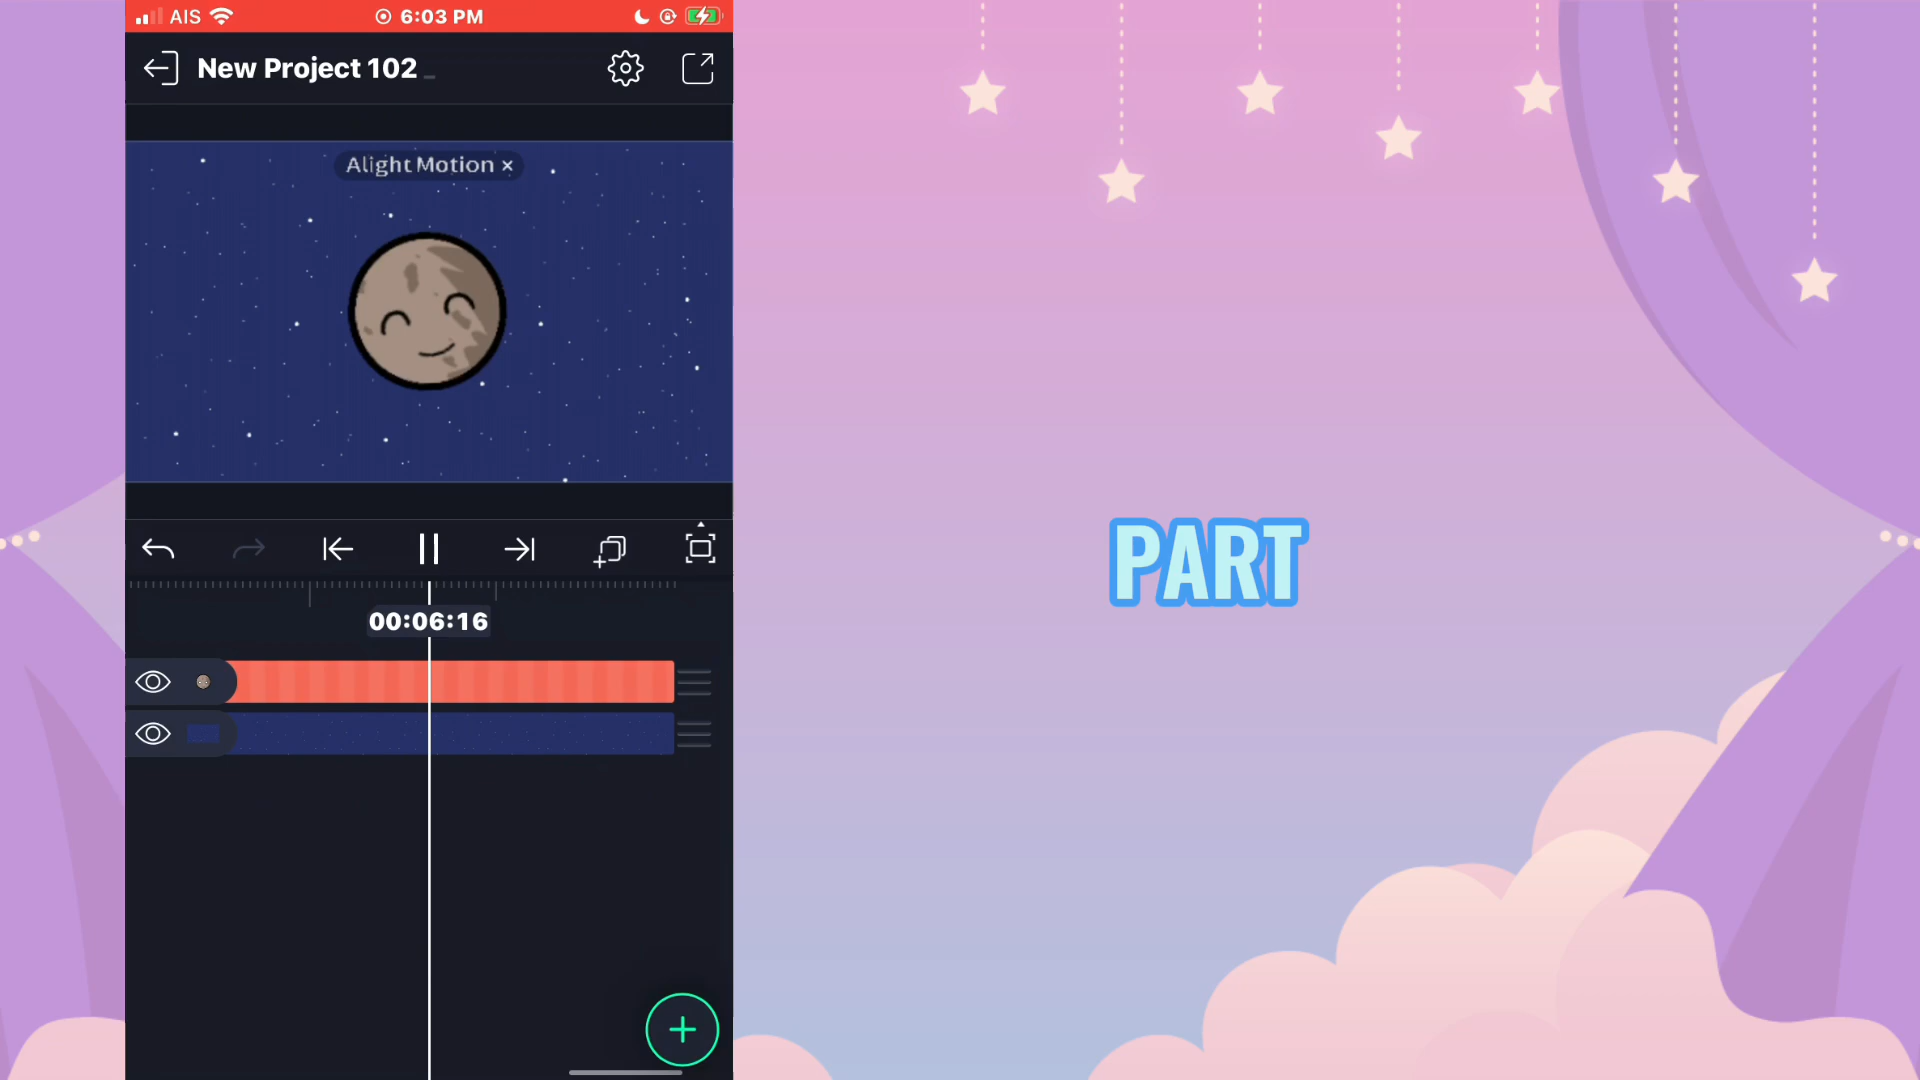 AIS 6:03 PM
New Project 102
Alight Motion ×
00:06:16
PART